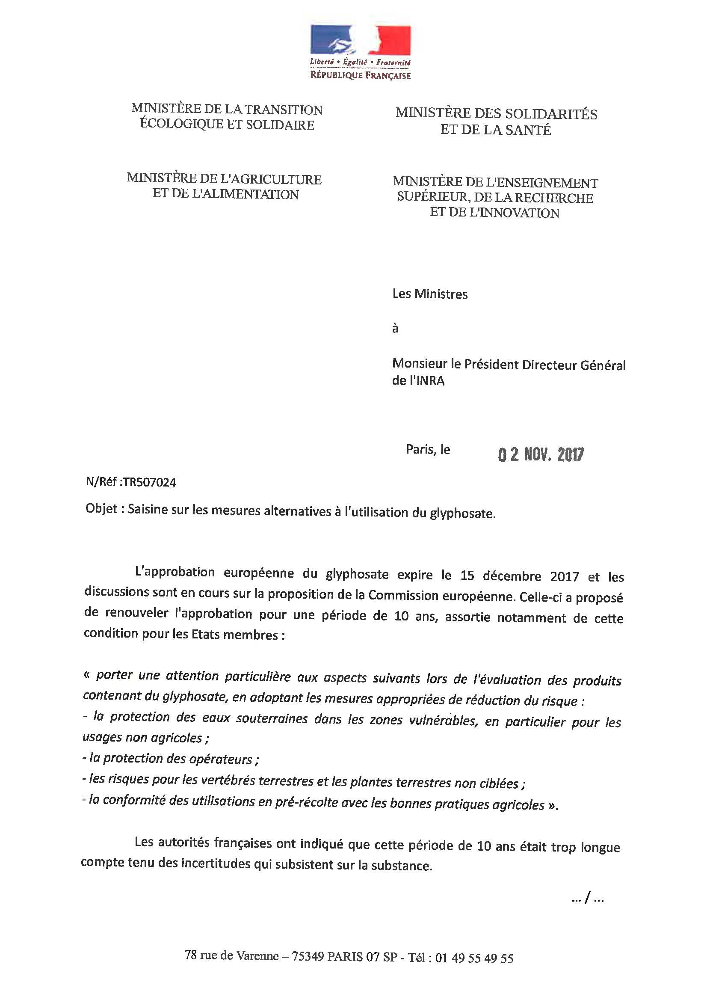 Liberté • Égalité • Fraternité
RÉPUBLIQUE FRANÇAISE
MINISTÈRE DE LA TRANSITION
ÉCOLOGIQUE ET SOLIDAIRE
MINISTÈRE DES SOLIDARITÉS
ET DE LA SANTÉ
MINISTÈRE DE L'AGRICULTURE
ET DE L'ALIMENTATION
MINISTÈRE DE L'ENSEIGNEMENT
SUPÉRIEUR, DE LA RECHERCHE
ET DE L'INNOVATION
Les Ministres
à
Monsieur le Président Directeur Général
de l'INRA
Paris, le 02 NOV. 2017
N/Réf :TR507024
Objet : Saisine sur les mesures alternatives à l'utilisation du glyphosate.
L'approbation européenne du glyphosate expire le 15 décembre 2017 et les
discussions sont en cours sur la proposition de la Commission européenne. Celle-ci a proposé
de renouveler l'approbation pour une période de 10 ans, assortie notamment de cette
condition pour les Etats membres :
« porter une attention particulière aux aspects suivants lors de l'évaluation des produits
contenant du glyphosate, en adoptant les mesures appropriées de réduction du risque :
- la protection des eaux souterraines dans les zones vulnérables, en particulier pour les
usages non agricoles ;
- la protection des opérateurs ;
- les risques pour les vertébrés terrestres et les plantes terrestres non ciblées ;
- la conformité des utilisations en pré-récolte avec les bonnes pratiques agricoles ».
Les autorités françaises ont indiqué que cette période de 10 ans était trop longue
compte tenu des incertitudes qui subsistent sur la substance.
... / ...
78 rue de Varenne – 75349 PARIS 07 SP - Tél : 01 49 55 49 55